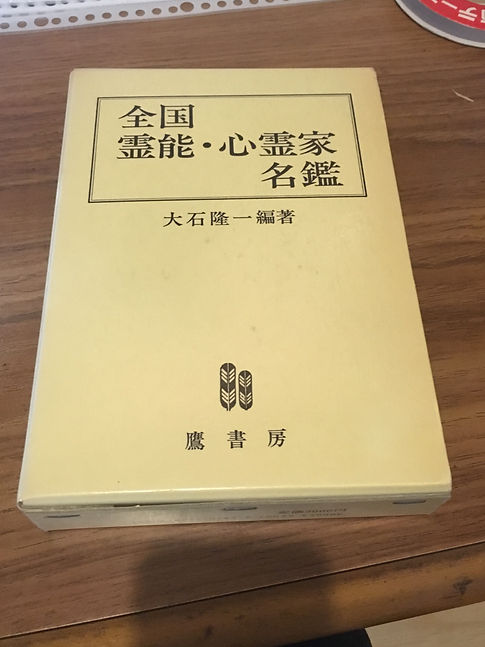 全国
霊能・心霊家
名鑑
大石隆一編著
鷹書房